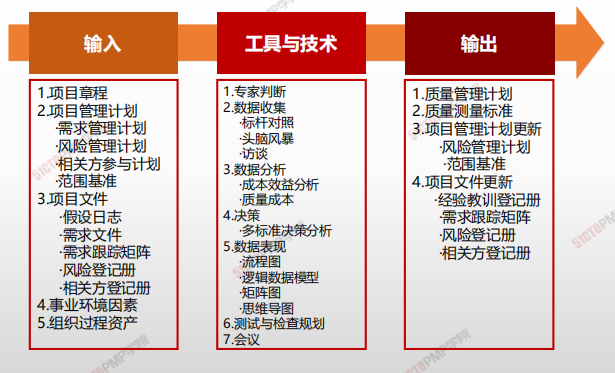 输入
1.项目章程
2.项目管理计划
·需求管理计划
·风险管理计划
·相关方参与计划
·范围基准
3.项目文件
·假设日志
·需求文件
·需求跟踪矩阵
·风险登记册
·相关方登记册
4.事业环境因素
5.组织过程资产
工具与技术
1.专家判断
2.数据收集
·标杆对照
·头脑风暴
·访谈
3.数据分析
·成本效益分析
·质量成本
4.决策
·多标准决策分析
5.数据表现
·流程图
·逻辑数据模型
·矩阵图
·思维导图
6.测试与检查规划
7.会议
输出
1.质量管理计划
2.质量测量标准
3.项目管理计划更新
·风险管理计划
·范围基准
4.项目文件更新
·经验教训登记册
·需求跟踪矩阵
·风险登记册
·相关方登记册
51CTOPMP学院